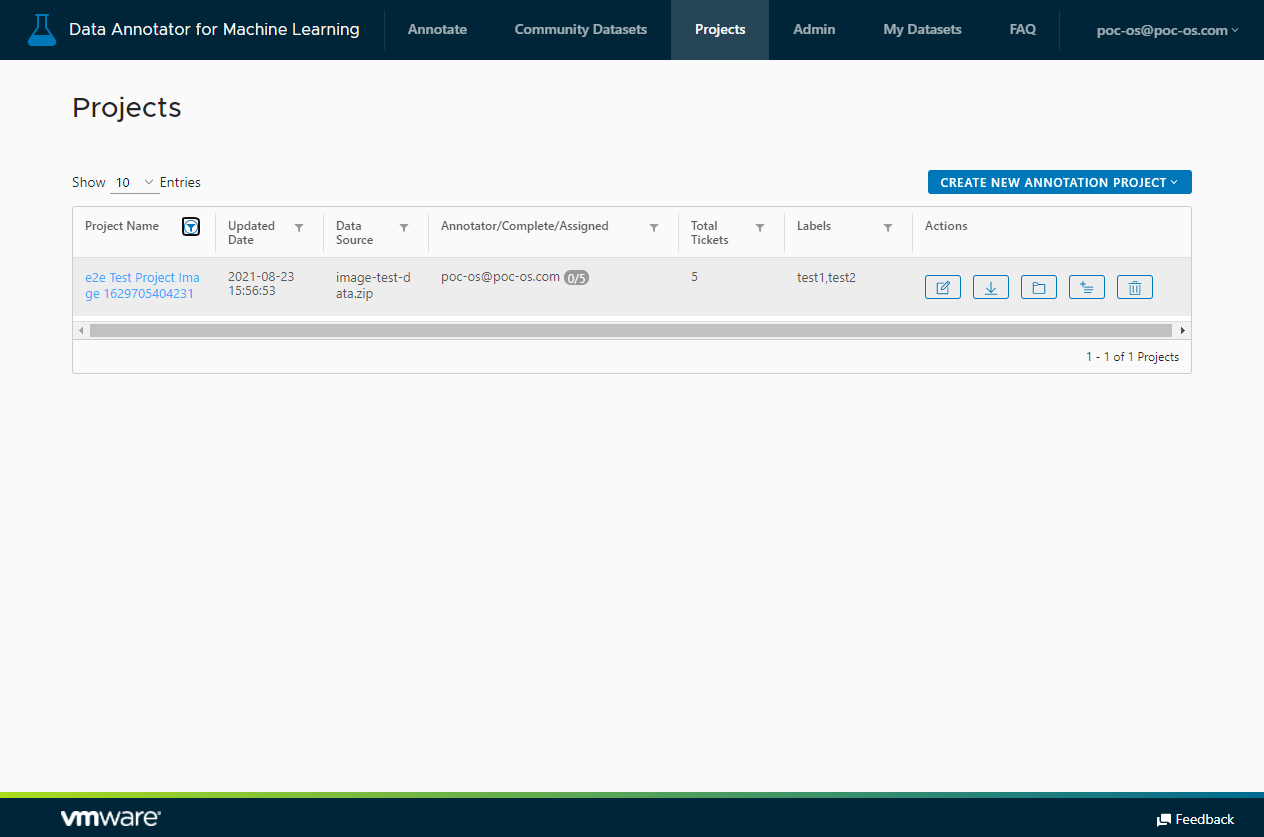 Data Annotator for Machine Learning
Annotate
Community Datasets
Projects
Admin
My Datasets
FAQ
poc-os@poc-os.com
Projects
Show 10 Entries
CREATE NEW ANNOTATION PROJECT
Project Name
Updated
Date
Data
Source
Annotator/Complete/Assigned
Total
Tickets
Labels
Actions
e2e Test Project Ima
ge 1629705404231
2021-08-23
15:56:53
image-test-d
ata.zip
poc-os@poc-os.com 0/5
5
test1,test2
1 - 1 of 1 Projects
vmware
Feedback